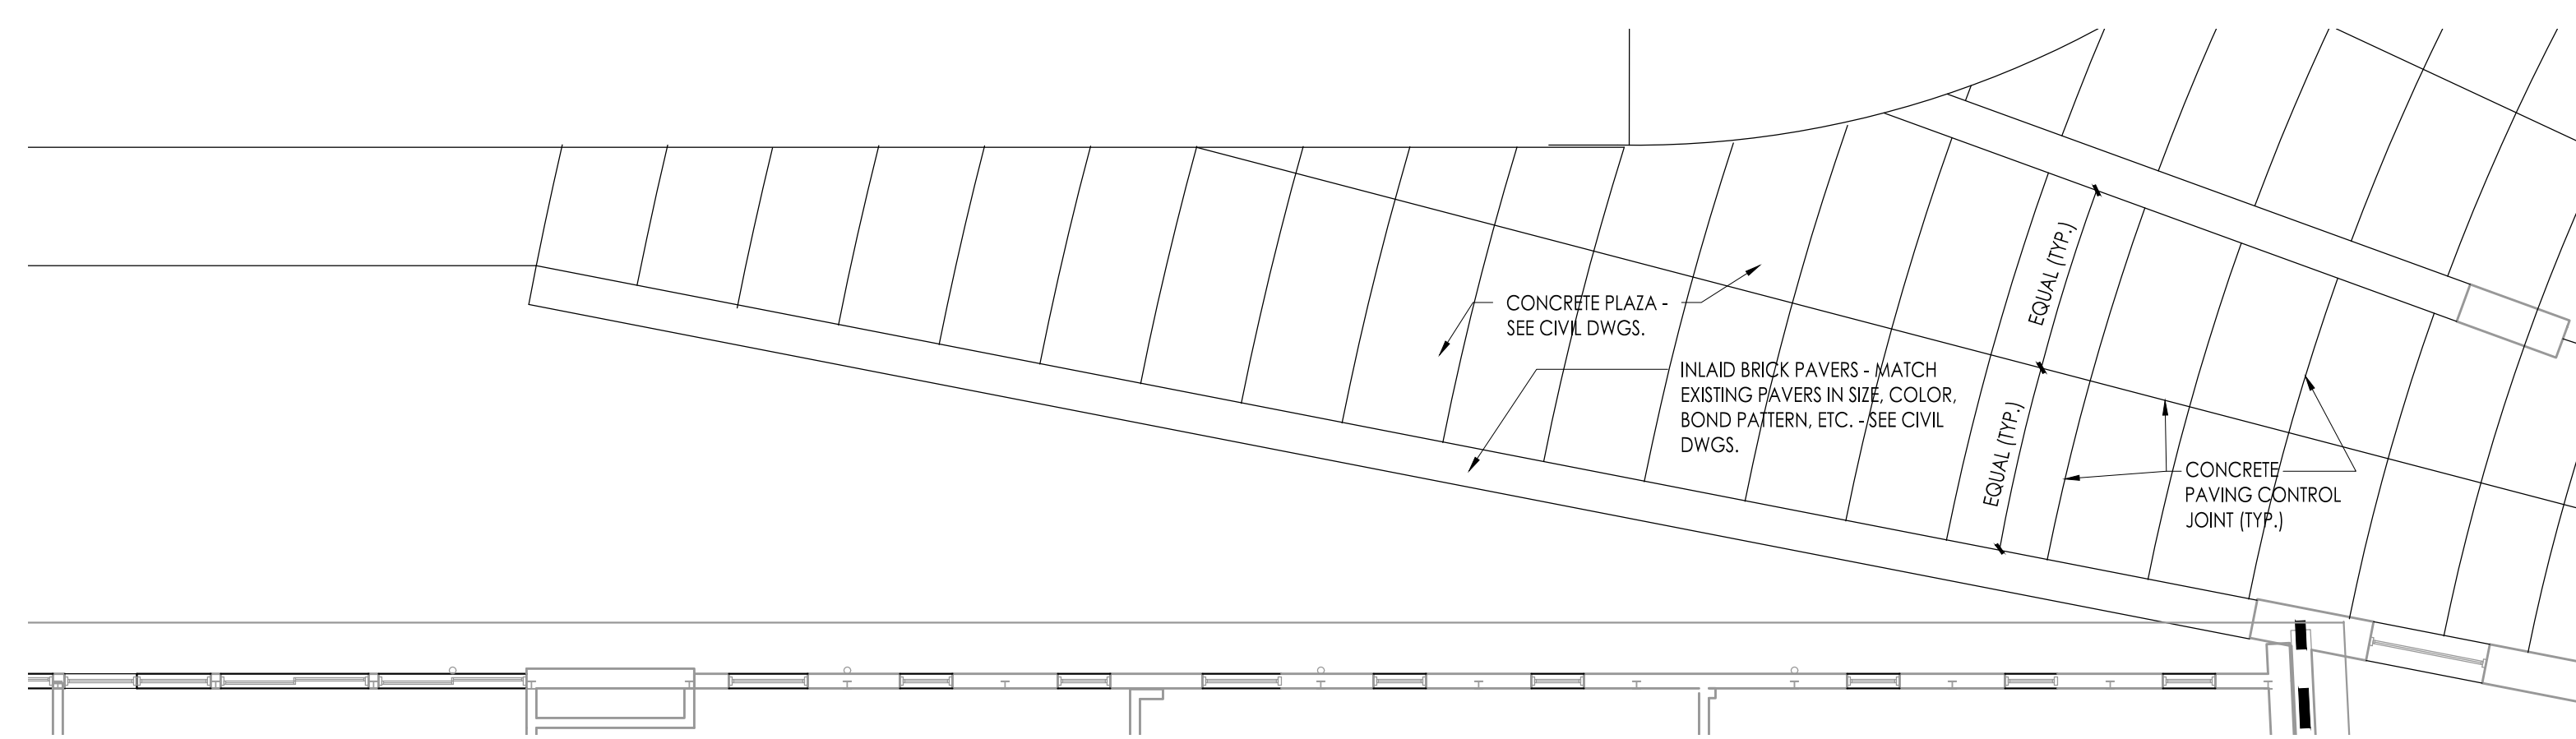 CONCRETE PLAZA -
SEE CIVIL DWGS.
INLAID BRICK PAVERS - MATCH
EXISTING PAVERS IN SIZE, COLOR,
BOND PATTERN, ETC. - SEE CIVIL
DWGS.
EQUAL (TYP.)
EQUAL (TYP.)
CONCRETE
PAVING CONTROL
JOINT (TYP.)